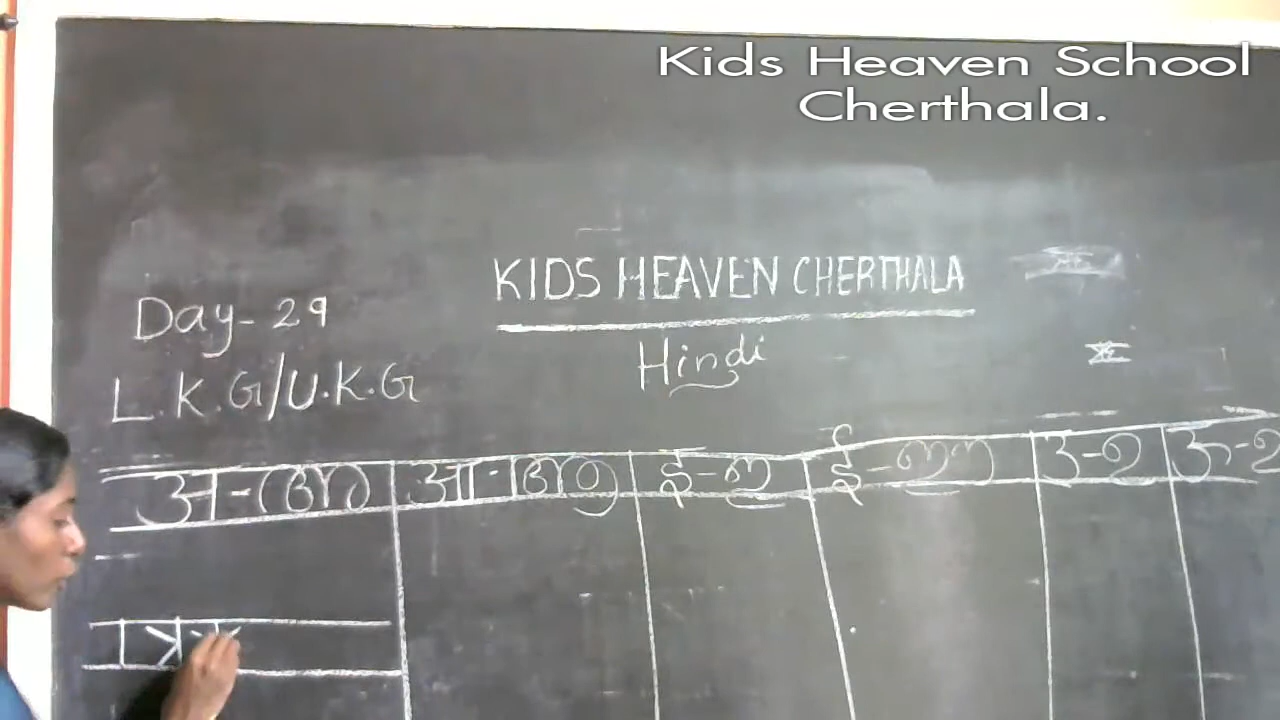 Kids Heaven School
Cherthala.
KIDS HEAVEN CHERTHALA
Day-29
Hindi
L.K.G/U.K.G
अ-അ आ-ആ इ-ഇ ई-ഈ उ-ഉ ऊ-